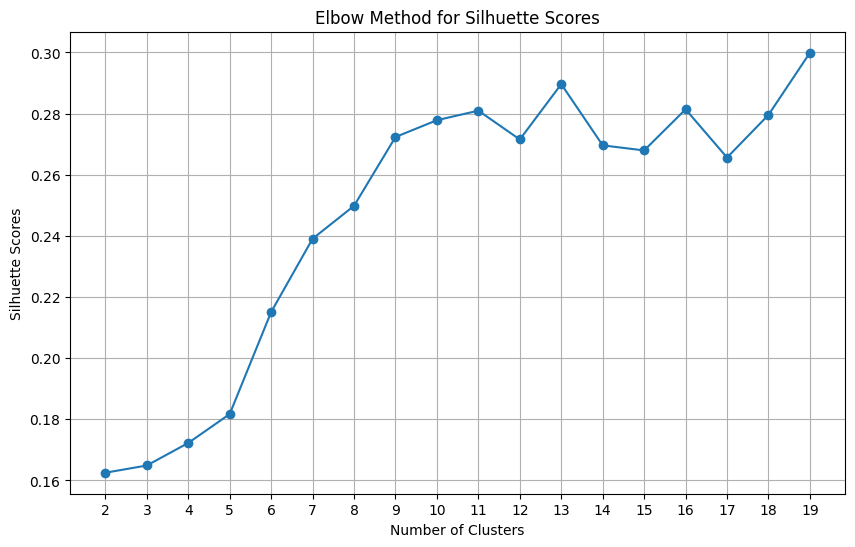 Elbow Method for Silhuette Scores
Silhuette Scores
0.30
0.28
0.26
0.24
0.22
0.20
0.18
0.16
2 3 4 5 6 7 8 9 10 11 12 13 14 15 16 17 18 19
Number of Clusters